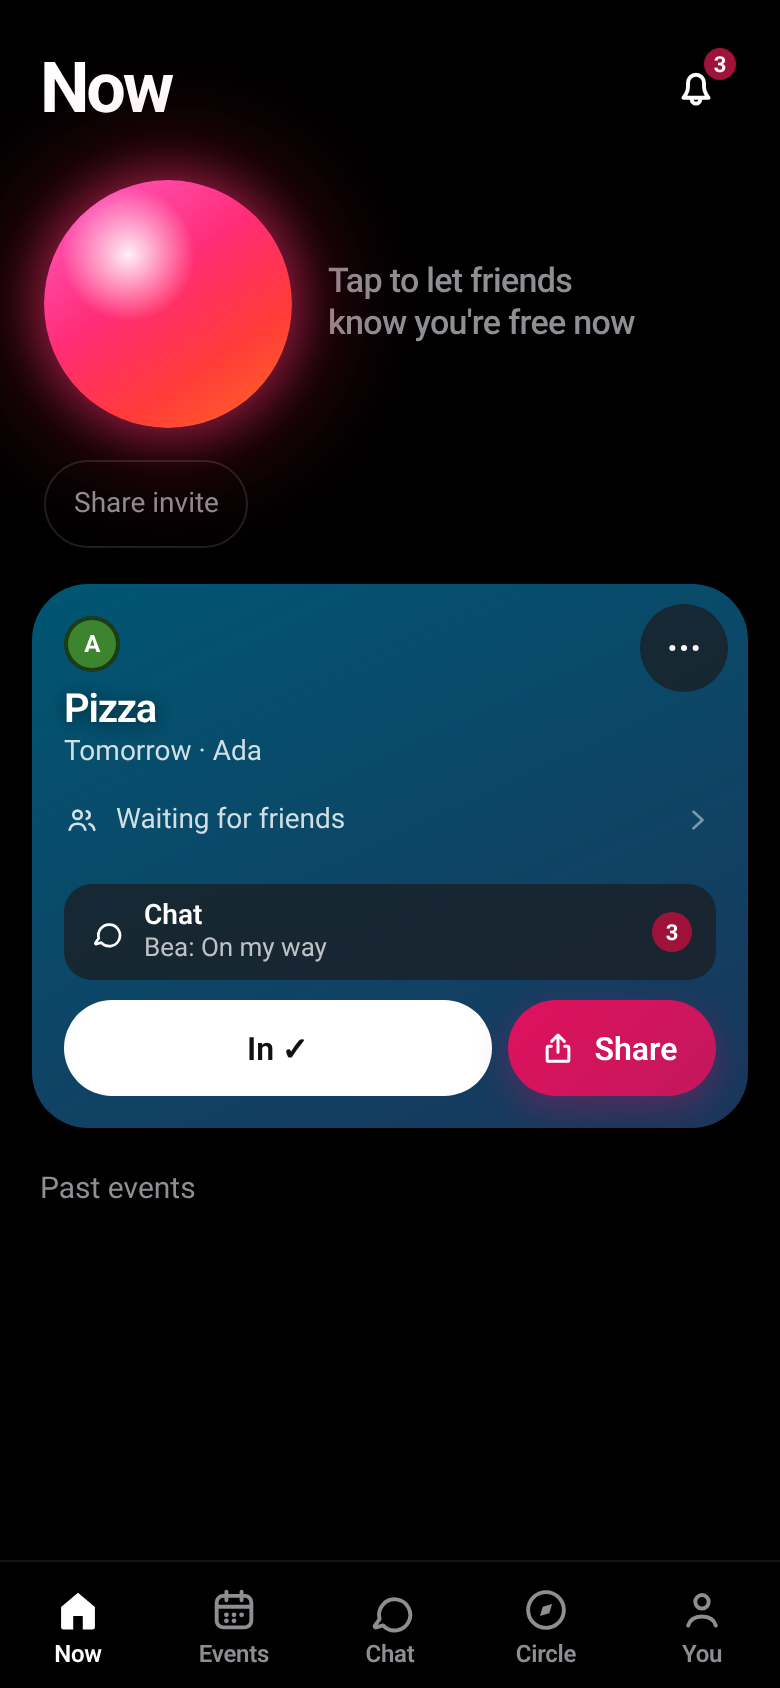 Now
3
Tap to let friends
know you're free now
Share invite
A
Pizza
Tomorrow · Ada
Waiting for friends
Chat
Bea: On my way
3
In ✓
Share
Past events
Now
Events
Chat
Circle
You